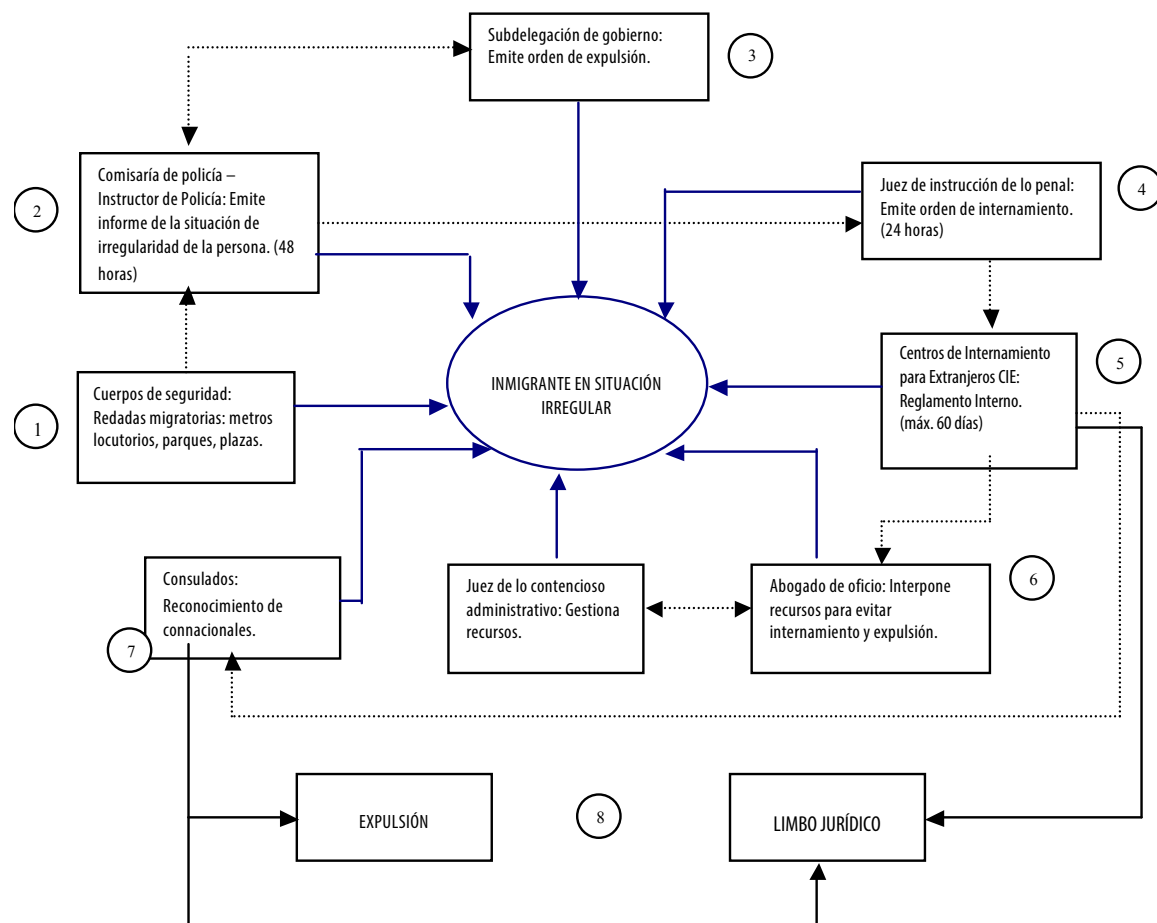 Subdelegación de gobierno:
Emite orden de expulsión.
3
Comisaría de policía –
Instructor de Policía: Emite
informe de la situación de
irregularidad de la persona. (48
horas)
2
Juez de instrucción de lo penal:
Emite orden de internamiento.
(24 horas)
4
Cuerpos de seguridad:
Redadas migratorias: metros
locutorios, parques, plazas.
1
INMIGRANTE EN SITUACIÓN
IRREGULAR
Centros de Internamiento
para Extranjeros CIE:
Reglamento Interno.
(máx. 60 días)
5
Consulados:
Reconocimiento de
connacionales.
7
Juez de lo contencioso
administrativo: Gestiona
recursos.
Abogado de oficio: Interpone
recursos para evitar
internamiento y expulsión.
6
EXPULSIÓN
8
LIMBO JURÍDICO